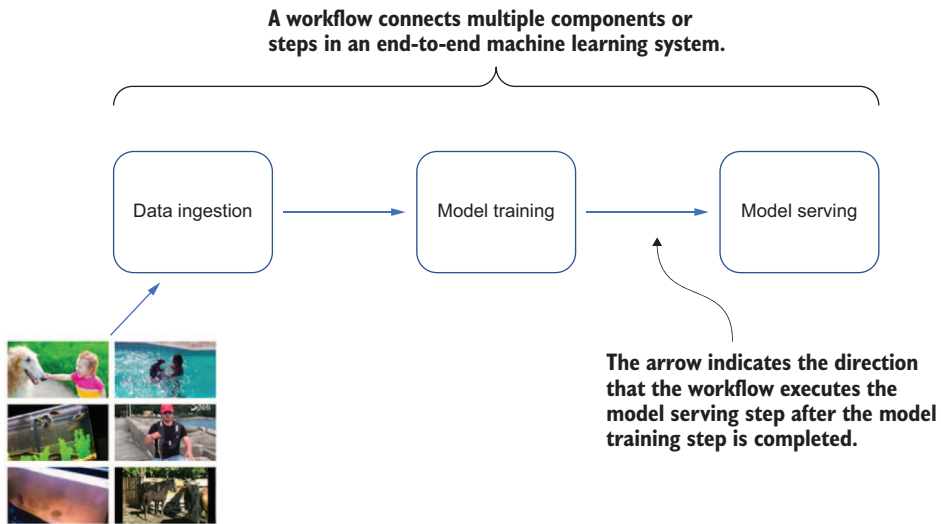 A workflow connects multiple components or
steps in an end-to-end machine learning system.
Data ingestion
Model training
Model serving
The arrow indicates the direction
that the workflow executes the
model serving step after the model
training step is completed.